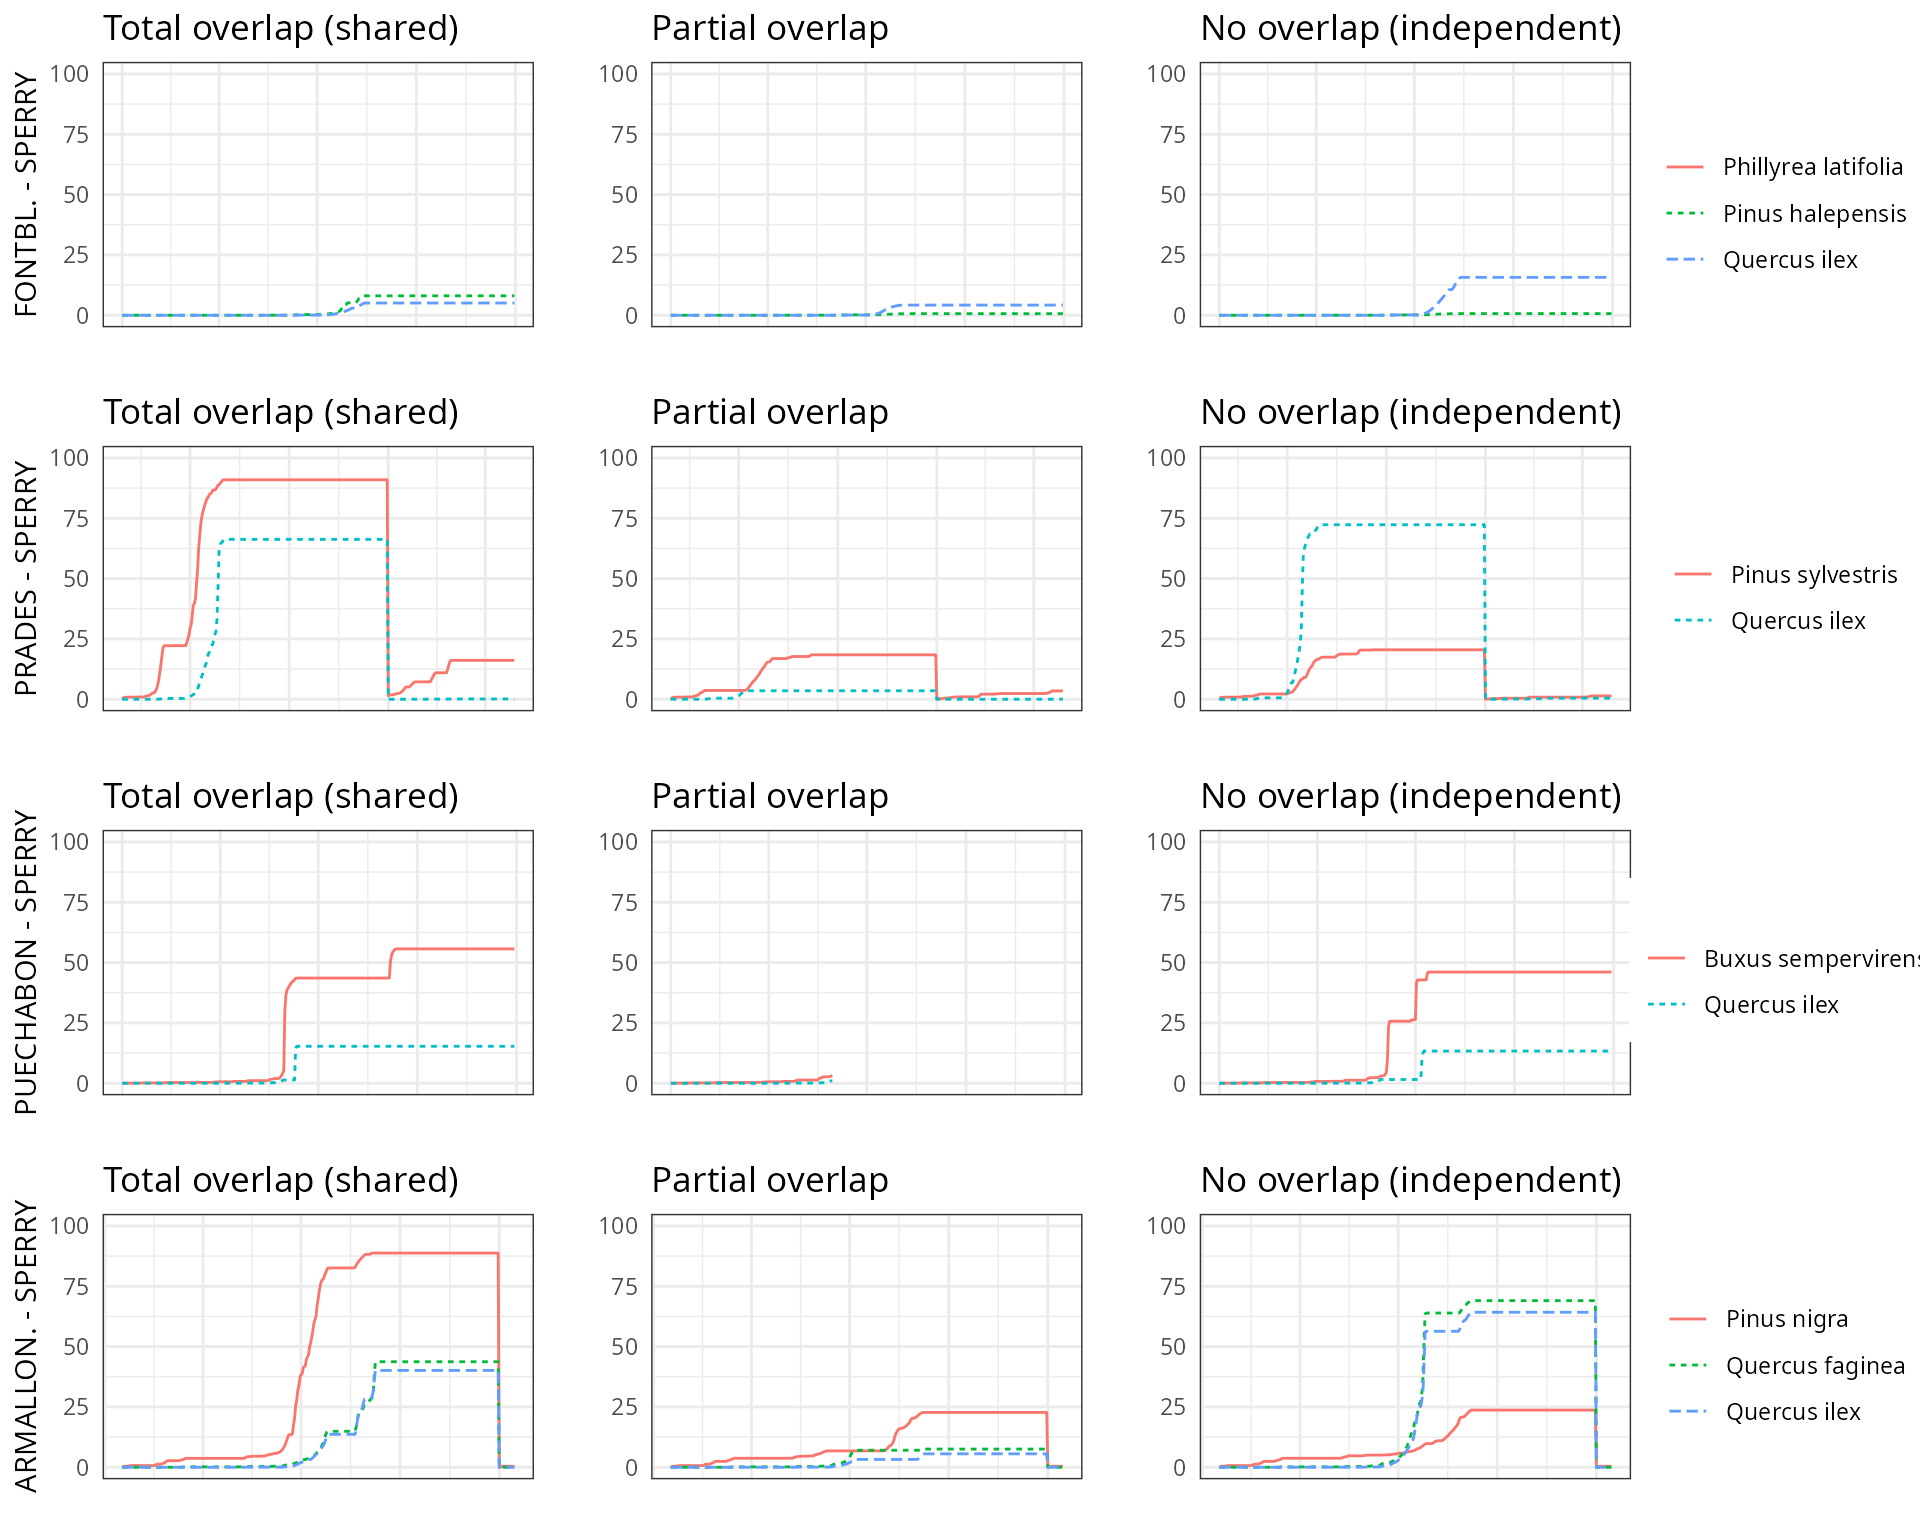 Total overlap (shared)
Partial overlap
No overlap (independent)
FONTBL. - SPERRY
100
75
50
25
0
100
75
50
25
0
100
75
50
25
0
Phillyrea latifolia
Pinus halepensis
Quercus ilex
Total overlap (shared)
Partial overlap
No overlap (independent)
PRADES - SPERRY
100
75
50
25
0
100
75
50
25
0
100
75
50
25
0
Pinus sylvestris
Quercus ilex
Total overlap (shared)
Partial overlap
No overlap (independent)
PUECHABON - SPERRY
100
75
50
25
0
100
75
50
25
0
100
75
50
25
0
Buxus sempervirens
Quercus ilex
Total overlap (shared)
Partial overlap
No overlap (independent)
ARMALLON. - SPERRY
100
75
50
25
0
100
75
50
25
0
100
75
50
25
0
Pinus nigra
Quercus faginea
Quercus ilex